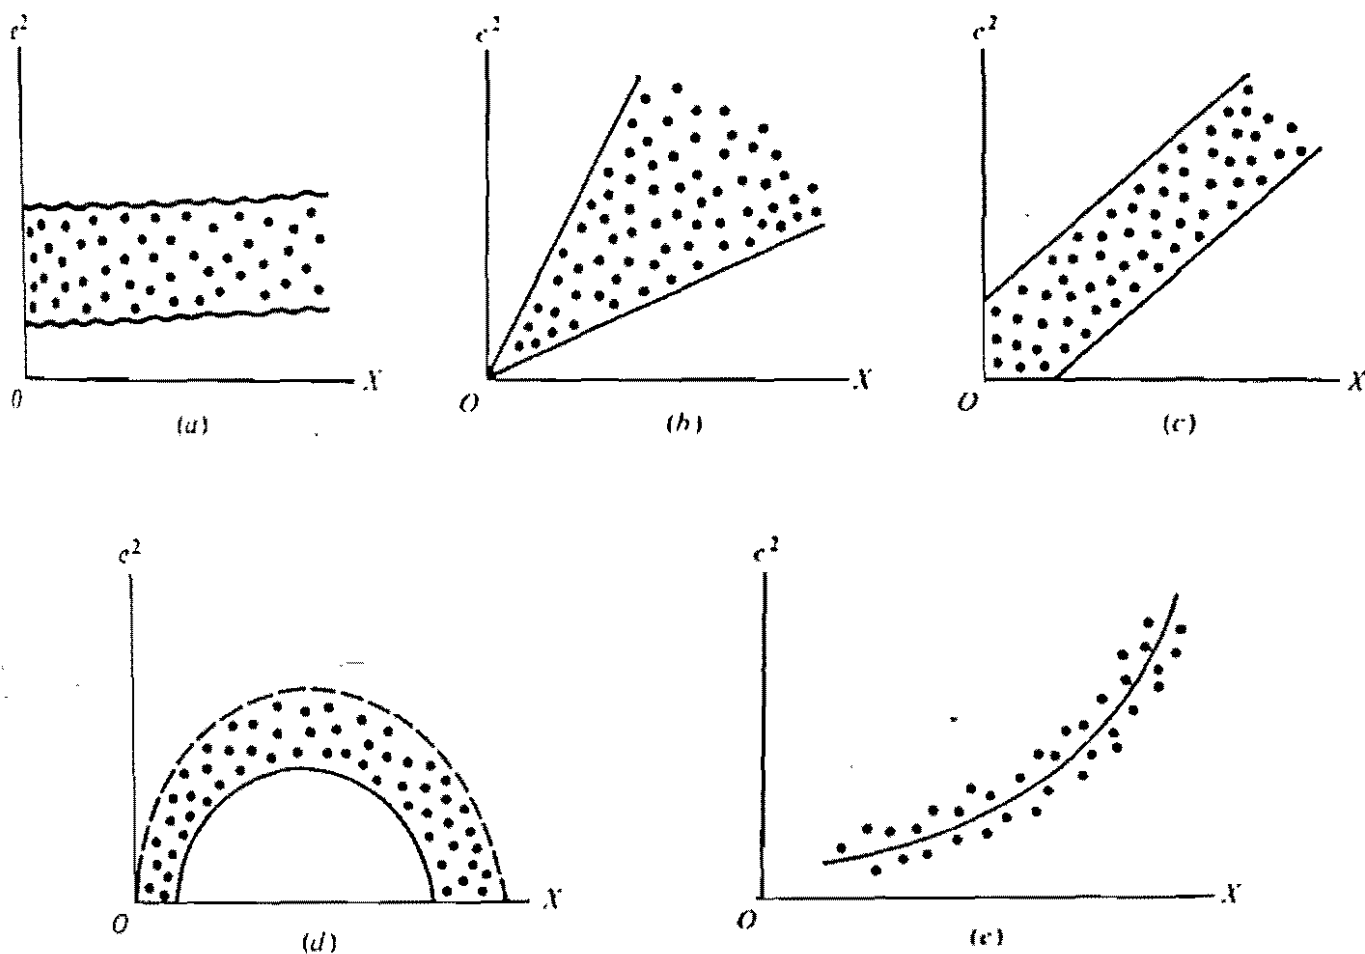 e² e² e²
0 X O X O X
(a) (b) (c)
e² e²
O X O X
(d) (e)